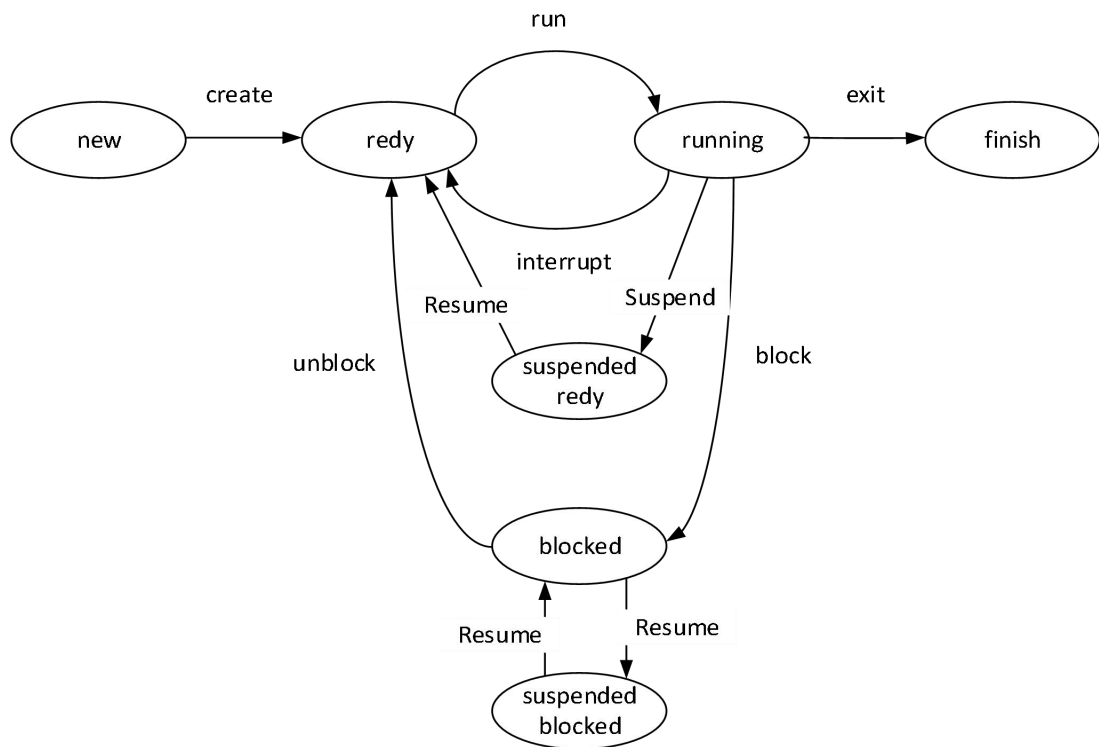 run
create
exit
new
redy
running
finish
interrupt
Resume
Suspend
unblock
block
suspended
redy
blocked
Resume
Resume
suspended
blocked